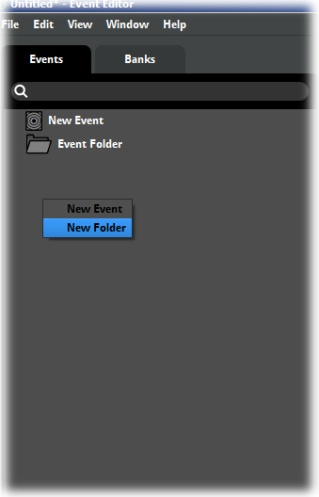 Untitled* - Event Editor
File Edit View Window Help
Events Banks
New Event
Event Folder
New Event
New Folder